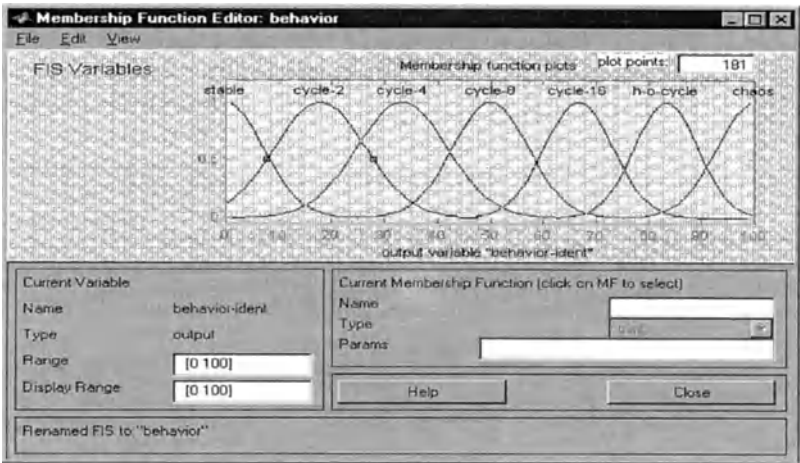 Membership Function Editor: behavior
File Edit View
FIS Variables
Membership function plots plot points: 181
stable cycle-2 cycle-4 cycle-8 cycle-16 h-o-cycle chaos
0.5
0
0 10 20 30 40 50 60 70 80 90 100
output variable "behavior-ident"
Current Variable
Name behavior-ident
Type output
Range [0 100]
Display Range [0 100]
Current Membership Function (click on MF to select)
Name
Type
Params
Help Close
Renamed FIS to "behavior"